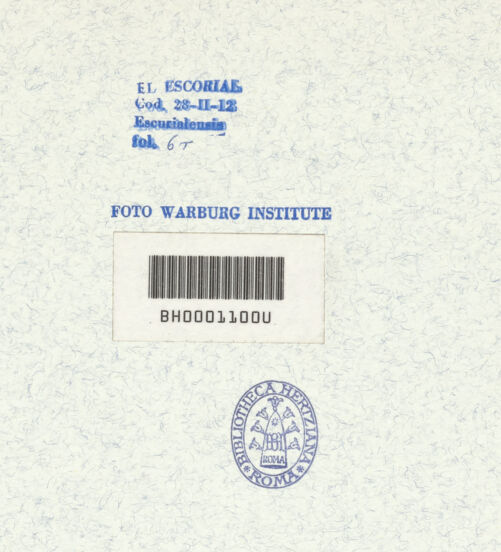 EL ESCORIAL
Cod. 28-II-12
Escurialensis
fol. 6r
FOTO WARBURG INSTITUTE
BH0001100U
BIBLIOTHECA HERTZIANA
ROMA
ROMA